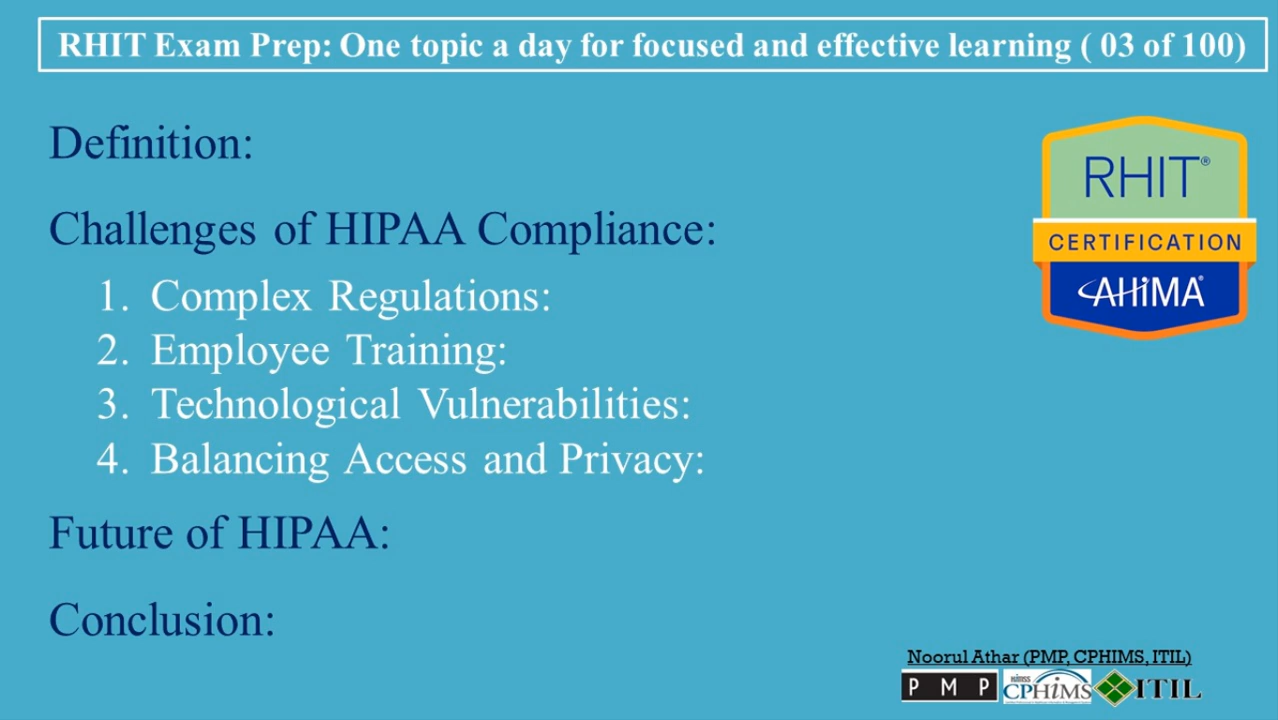 RHIT Exam Prep: One topic a day for focused and effective learning ( 03 of 100)
Definition:
Challenges of HIPAA Compliance:
1. Complex Regulations:
2. Employee Training:
3. Technological Vulnerabilities:
4. Balancing Access and Privacy:
Future of HIPAA:
Conclusion:
RHIT®
CERTIFICATION
AHiMA®
Noorul Athar (PMP, CPHIMS, ITIL)
PMP
himss
CPHiMS
ITIL